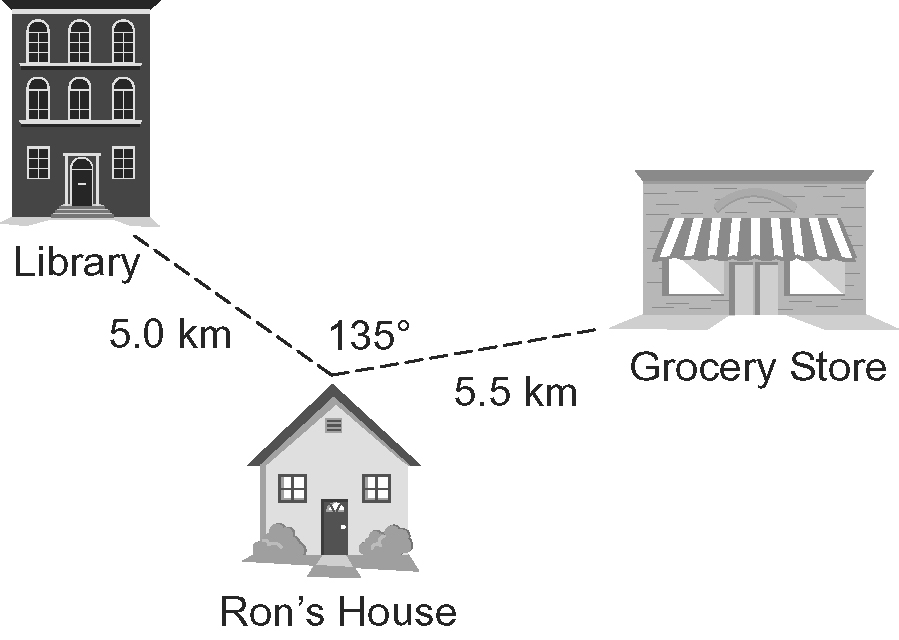 Library
5.0 km
135°
5.5 km
Grocery Store
Ron’s House